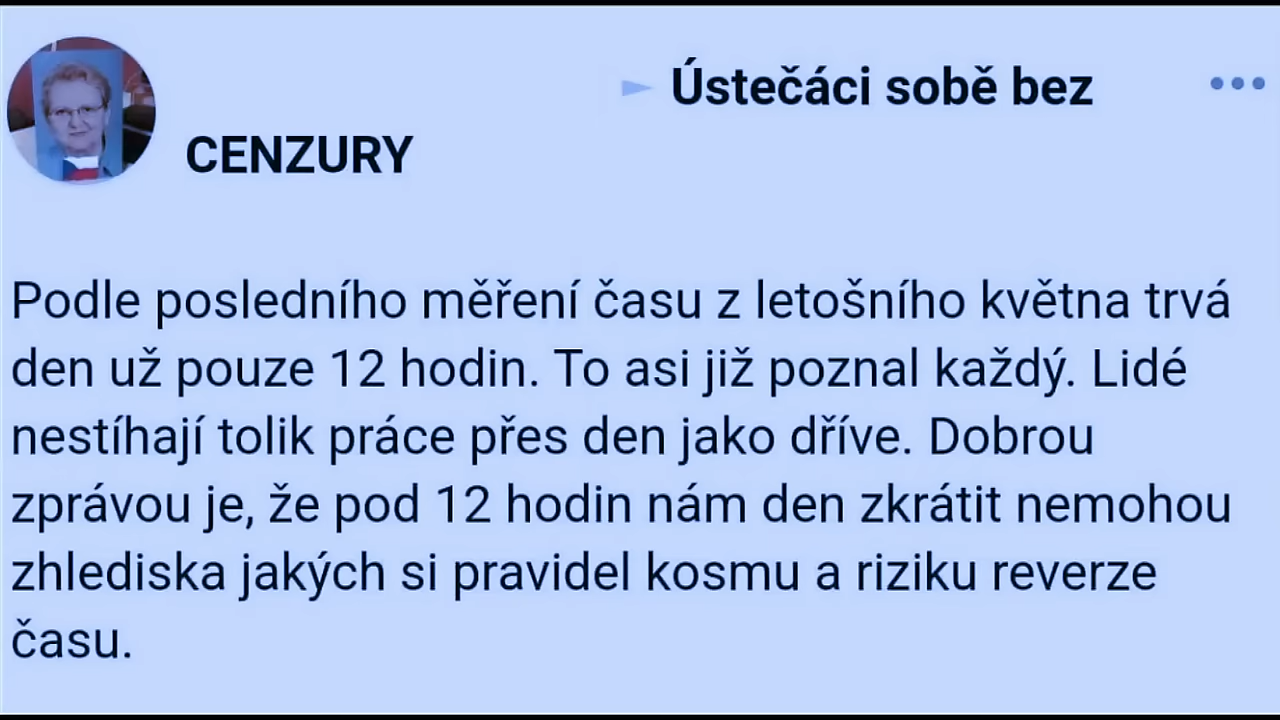 Ústečáci sobě bez
CENZURY
Podle posledního měření času z letošního května trvá
den už pouze 12 hodin. To asi již poznal každý. Lidé
nestíhají tolik práce přes den jako dříve. Dobrou
zprávou je, že pod 12 hodin nám den zkrátit nemohou
zhlediska jakých si pravidel kosmu a riziku reverze
času.